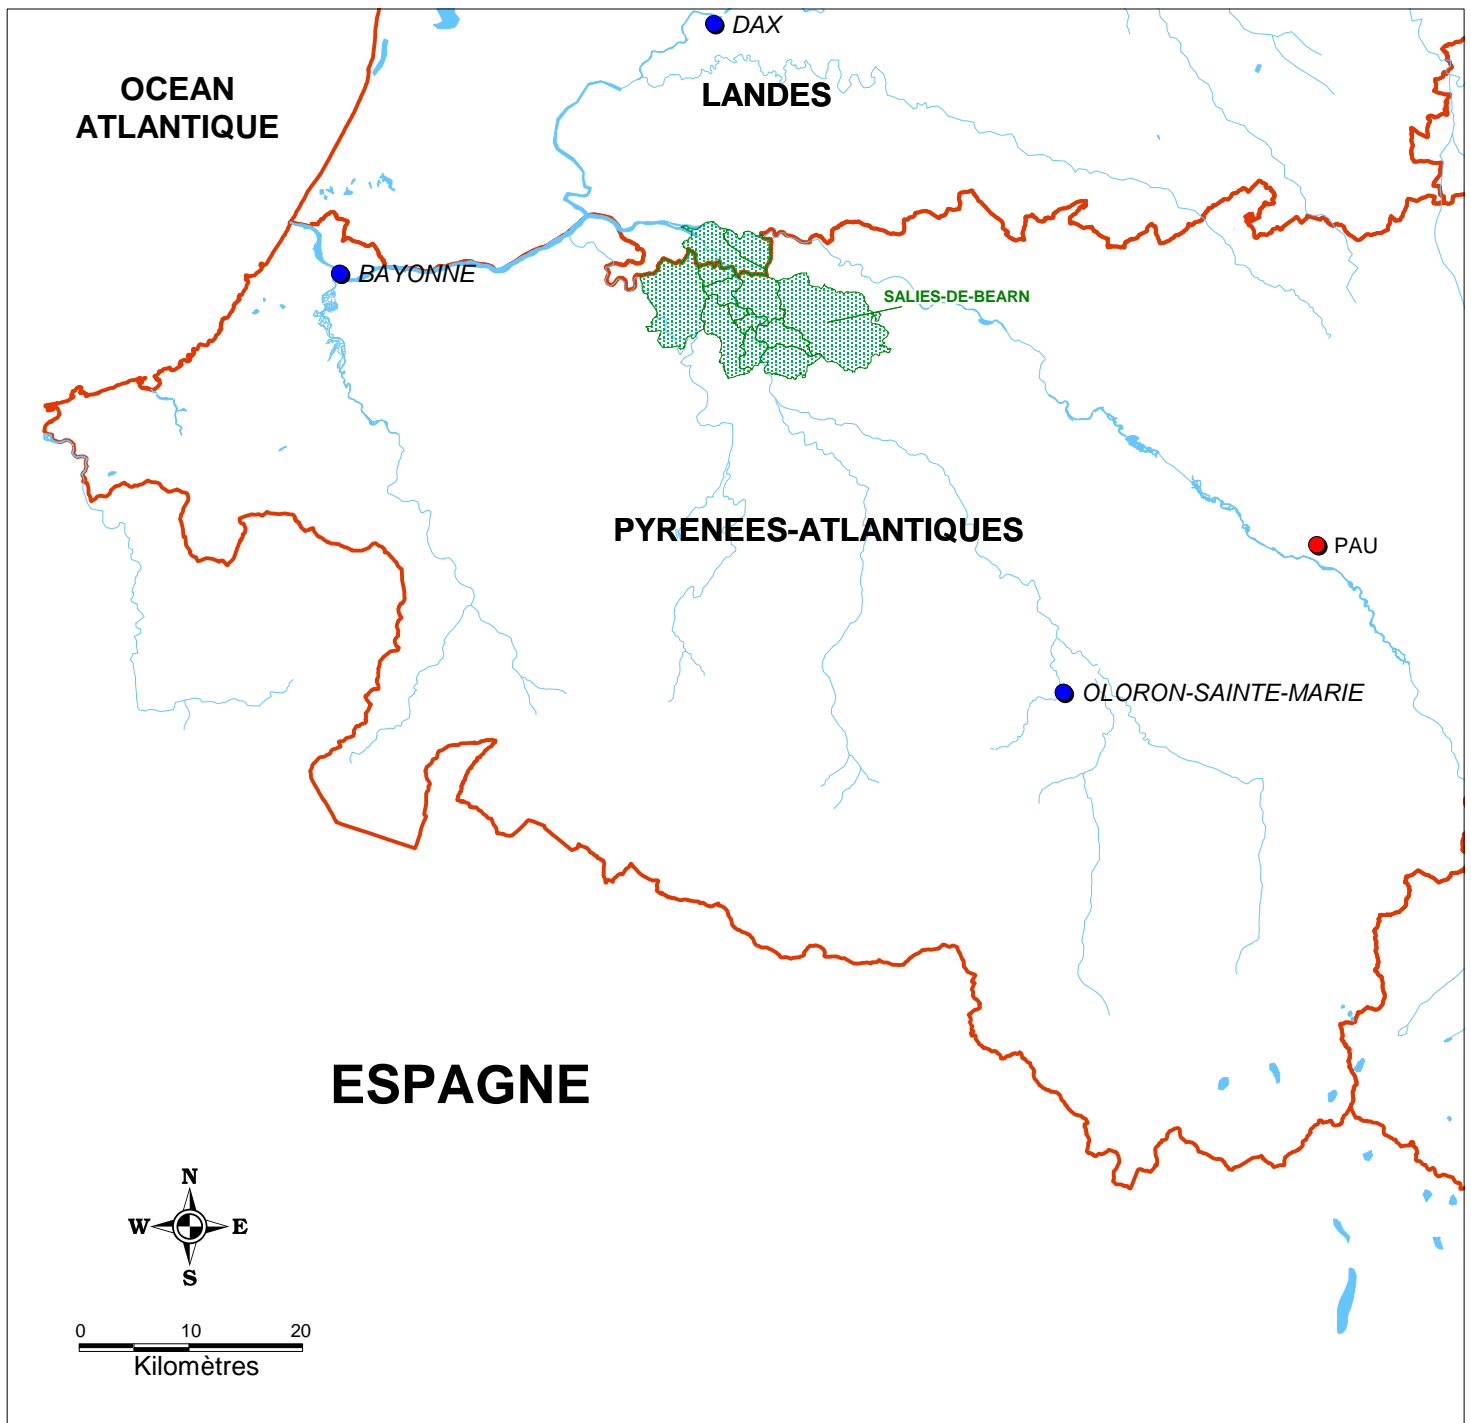 DAX
OCEAN
ATLANTIQUE
LANDES
BAYONNE
SALIES-DE-BEARN
PYRENEES-ATLANTIQUES
PAU
OLORON-SAINTE-MARIE
ESPAGNE
N
W E
S
0 10 20
Kilomètres